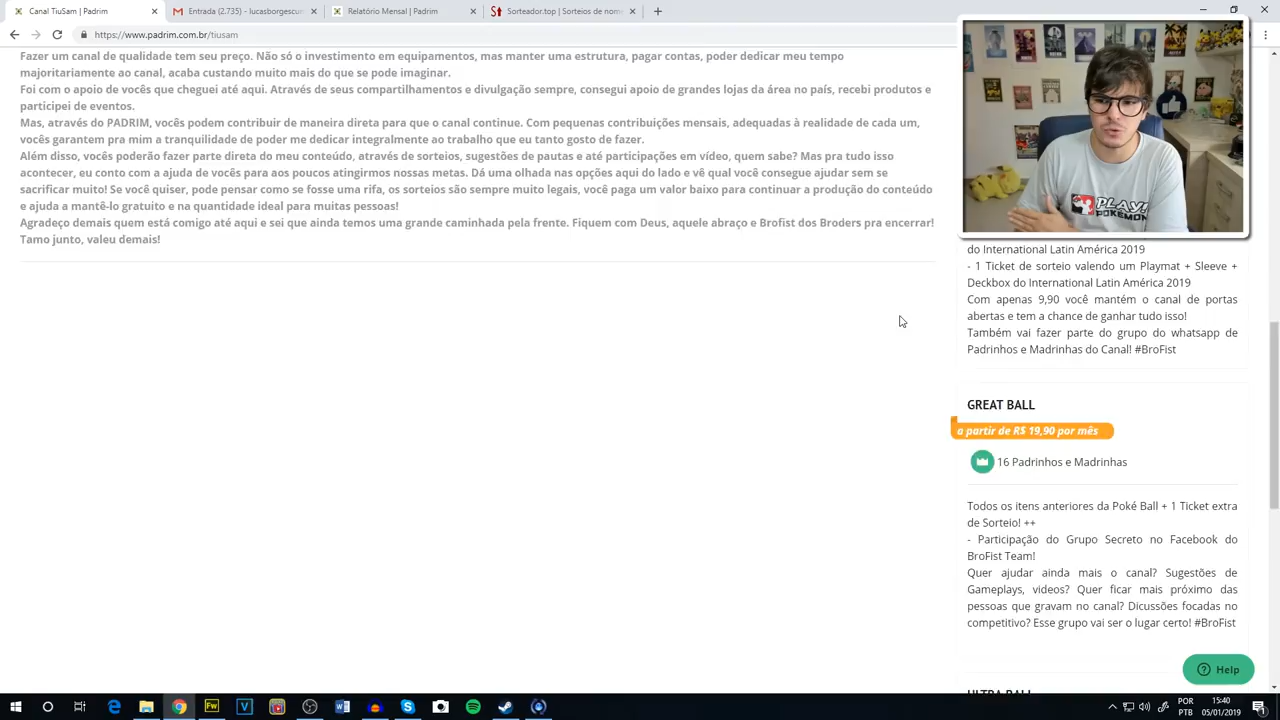 Canal TiuSam | Padrim
Entrada (2.735) - lucasborgescu
Relatório Mensal | Padrim
Sorteador.top | Sorteios de nome
https://www.padrim.com.br/tiusam
Fazer um canal de qualidade tem seu preço. Não só o investimento em equipamentos, mas manter uma estrutura, pagar contas, poder dedicar meu tempo
majoritariamente ao canal, acaba custando muito mais do que se pode imaginar.
Foi com o apoio de vocês que cheguei até aqui. Através de seus compartilhamentos e divulgação sempre, consegui apoio de grandes lojas da área no país, recebi produtos e
participei de eventos.
Mas, através do PADRIM, vocês podem contribuir de maneira direta para o canal continuar. Com pequenas contribuições mensais, adequadas à realidade de cada um,
vocês garantem pra mim a tranquilidade de poder me dedicar integralmente ao trabalho que eu tanto gosto de fazer.
Além disso, vocês poderão fazer parte direta do meu conteúdo, através de sorteios, sugestões de pautas e até participações em vídeo, quem sabe? Mas pra tudo isso
acontecer, eu conto com a ajuda de vocês para aos poucos atingirmos nossas metas. Dá uma olhada nas opções aqui do lado e vê qual você consegue ajudar sem se
sacrificar muito! Se você quiser, pode pensar como se fosse uma rifa, os sorteios são sempre muito legais, você paga um valor baixo para continuar a produção do conteúdo
e ajuda a mantê-lo gratuito e na quantidade ideal para muitas pessoas!
Agradeço demais quem está comigo até aqui e sei que ainda temos uma grande caminhada pela frente. Fiquem com Deus, aquele abraço e Brofist dos Broders pra encerrar!
Tamo junto, valeu demais!
PLAY!
POKÉMON
do International Latin América 2019
- 1 Ticket de sorteio valendo um Playmat + Sleeve +
Deckbox do International Latin América 2019
Com apenas 9,90 você mantém o canal de portas
abertas e tem a chance de ganhar tudo isso!
Também vai fazer parte do grupo do whatsapp de
Padrinhos e Madrinhas do Canal! #BroFist
GREAT BALL
a partir de R$ 19,90 por mês
16 Padrinhos e Madrinhas
Todos os itens anteriores da Poké Ball + 1 Ticket extra
de Sorteio! ++
- Participação do Grupo Secreto no Facebook do
BroFist Team!
Quer ajudar ainda mais o canal? Sugestões de
Gameplays, videos? Quer ficar mais próximo das
pessoas que gravam no canal? Dicussões focadas no
competitivo? Esse grupo vai ser o lugar certo! #BroFist
Help
ULTRA BALL
POR
PTB
15:40
05/01/2019